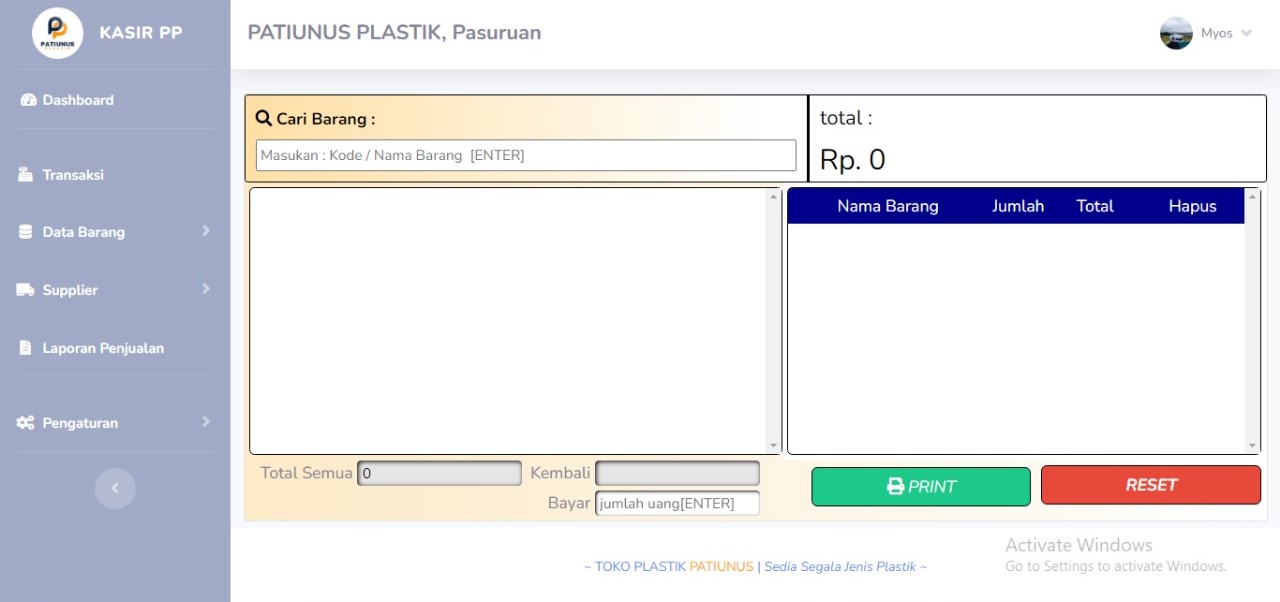 PATIUNUS
PLASTIK
KASIR PP
PATIUNUS PLASTIK, Pasuruan
Myos
Dashboard
Transaksi
Data Barang
Supplier
Laporan Penjualan
Pengaturan
Cari Barang :
Masukan : Kode / Nama Barang [ENTER]
total :
Rp. 0
Nama Barang Jumlah Total Hapus
Total Semua 0 Kembali
Bayar jumlah uang[ENTER]
PRINT
RESET
~ TOKO PLASTIK PATIUNUS | Sedia Segala Jenis Plastik ~
Activate Windows
Go to Settings to activate Windows.